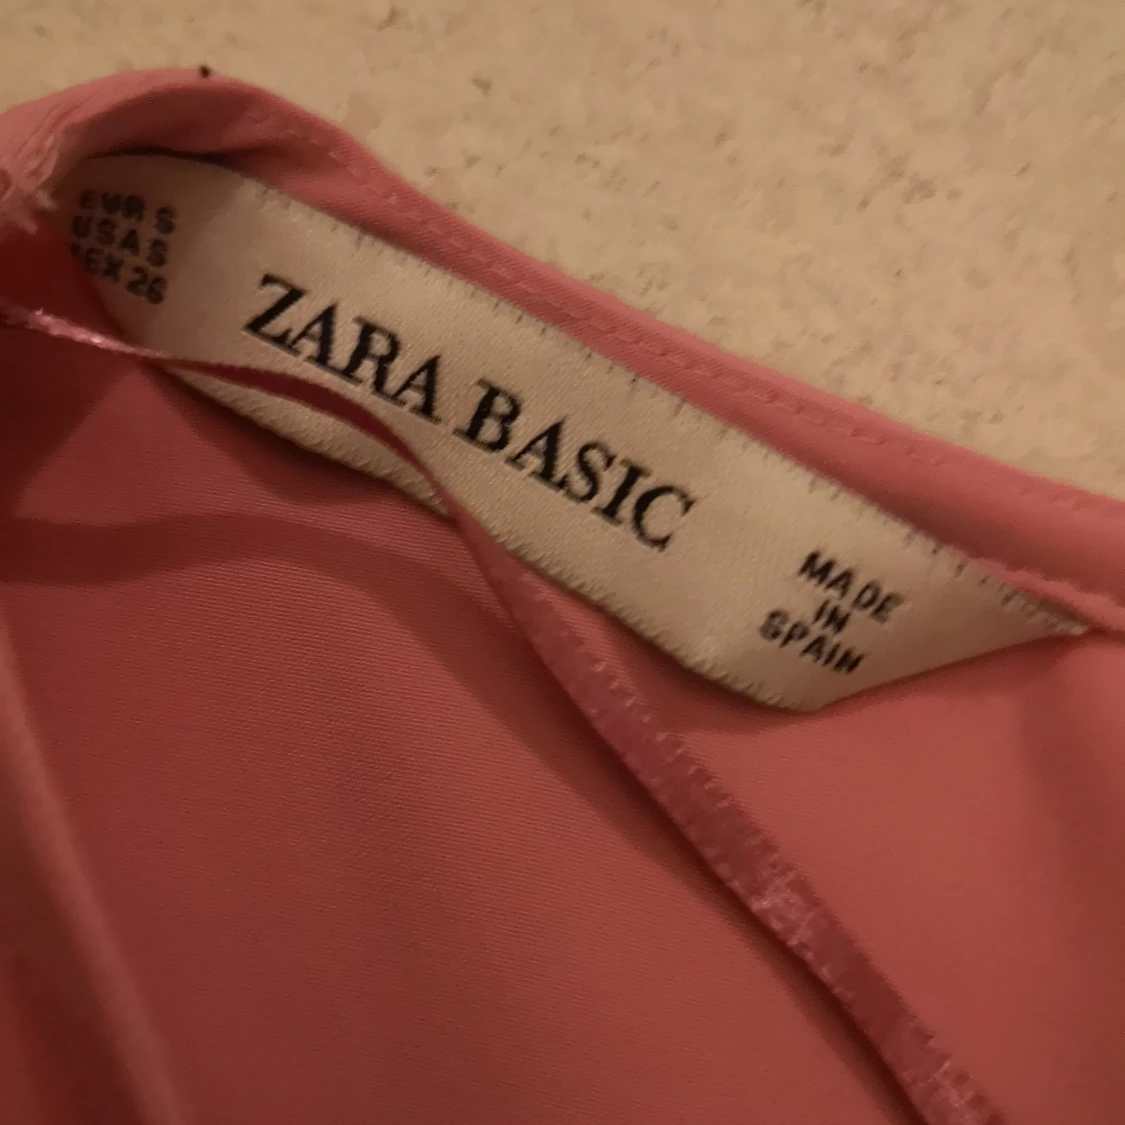 EUR S
USA S
MEX 26
ZARA BASIC
MADE
IN
SPAIN